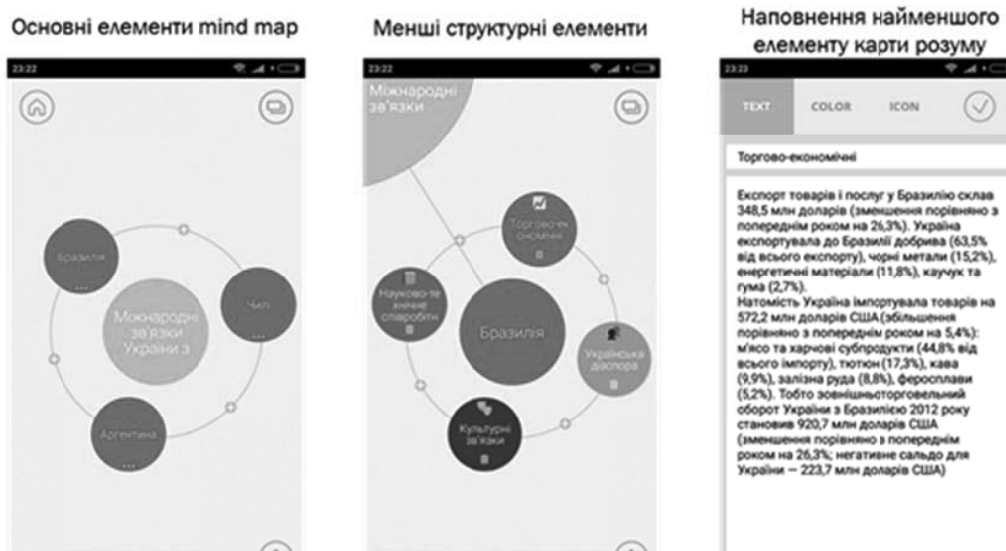 Основні елементи mind map
23:22
Бразилія
Чилі
Міжнародні
зв'язки
України з
Аргентина
Менші структурні елементи
23:22
Міжнародні
зв'язки
Торгово-ек
ономічні
Науково-те
хнічне
співробітн
Бразилія
Українська
діаспора
Культурні
зв'язки
Наповнення найменшого
елементу карти розуму
23:23
TEXT COLOR ICON
Торгово-економічні
Експорт товарів і послуг у Бразилію склав
348,5 млн доларів (зменшення порівняно з
попереднім роком на 26,3%). Україна
експортувала до Бразилії добрива (63,5%
від всього експорту), чорні метали (15,2%),
енергетичні матеріали (11,8%), каучук та
гума (2,7%).
Натомість Україна імпортувала товарів на
572,2 млн доларів США (збільшення
порівняно з попереднім роком на 5,4%):
м'ясо та харчові субпродукти (44,8% від
всього імпорту), тютюн (17,3%), кава
(9,9%), залізна руда (8,8%), феросплави
(5,2%). Тобто зовнішньоторговельний
оборот України з Бразилією 2012 року
становив 920,7 млн доларів США
(зменшення порівняно з попереднім
роком на 26,3%; негативне сальдо для
України — 223,7 млн доларів США)